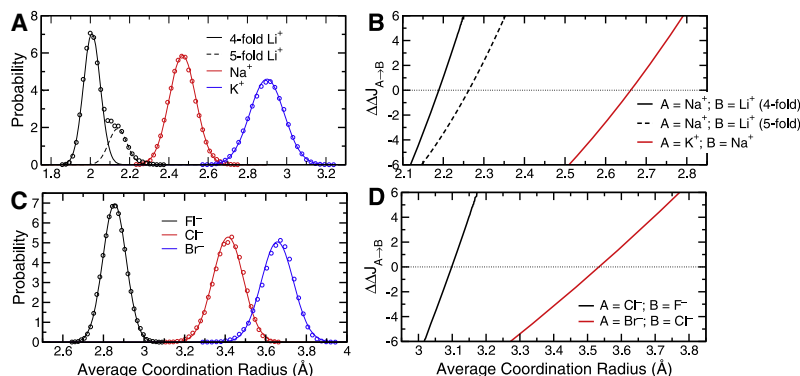 A
Probability
8
6
4
2
0
4-fold Li⁺
5-fold Li⁺
Na⁺
K⁺
1.8 2 2.2 2.4 2.6 2.8 3 3.2
B
ΔΔJ A→B
6
4
2
0
-2
-4
-6
A = Na⁺; B = Li⁺ (4-fold)
A = Na⁺; B = Li⁺ (5-fold)
A = K⁺; B = Na⁺
2.1 2.2 2.3 2.4 2.5 2.6 2.7 2.8
C
Probability
7
6
5
4
3
2
1
0
Fl⁻
Cl⁻
Br⁻
2.6 2.8 3 3.2 3.4 3.6 3.8 4
Average Coordination Radius (Å)
D
ΔΔJ A→B
6
4
2
0
-2
-4
-6
A = Cl⁻; B = F⁻
A = Br⁻; B = Cl⁻
3 3.1 3.2 3.3 3.4 3.5 3.6 3.7 3.8
Average Coordination Radius (Å)